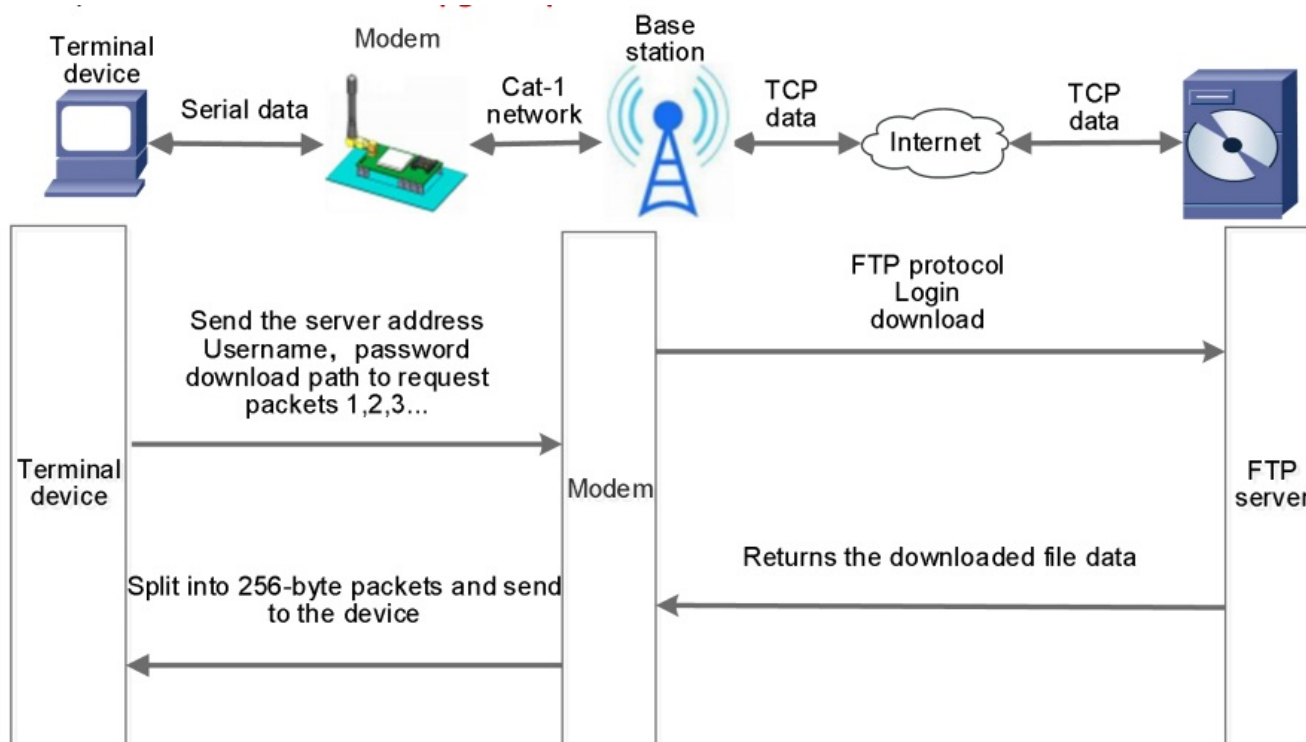 Terminal
device
Modem
Base
station
Serial data
Cat-1
network
TCP
data
Internet
TCP
data
FTP protocol
Login
download
Send the server address
Username，password
download path to request
packets 1,2,3...
Terminal
device
Modem
FTP
server
Returns the downloaded file data
Split into 256-byte packets and send
to the device